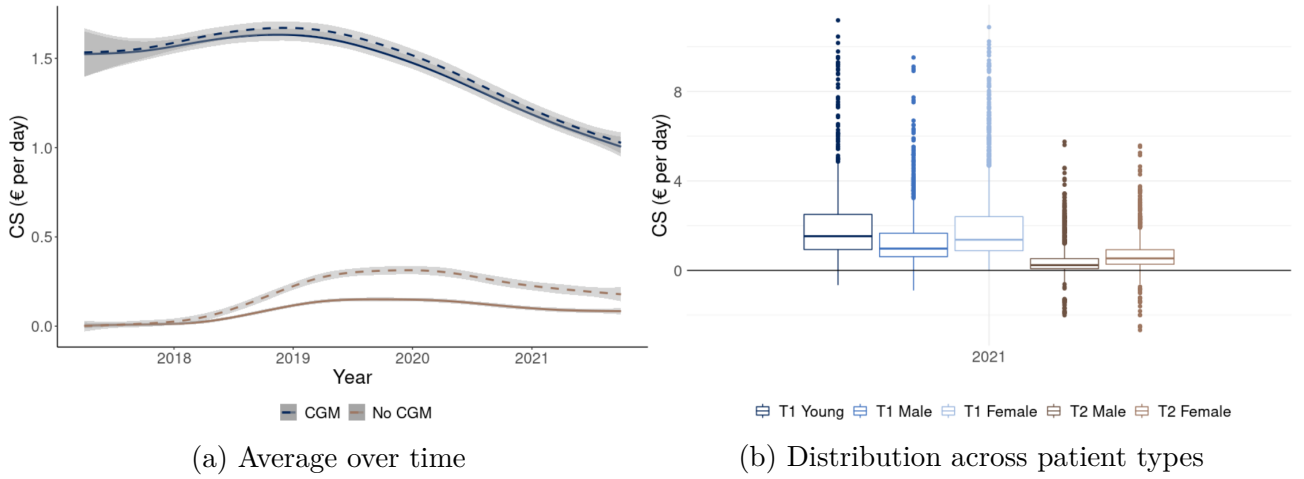 CS (€ per day)
1.5
1.0
0.5
0.0
2018 2019 2020 2021
Year
CGM No CGM
(a) Average over time
CS (€ per day)
8
4
0
2021
T1 Young T1 Male T1 Female T2 Male T2 Female
(b) Distribution across patient types